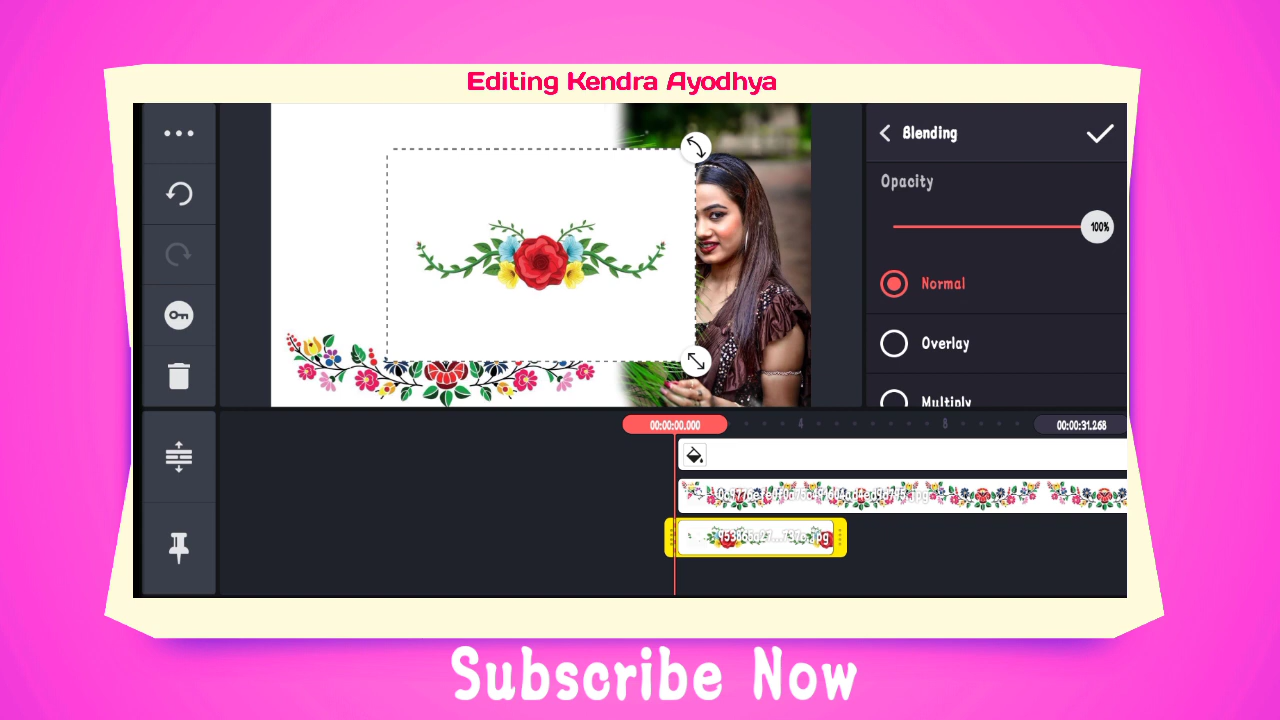 Editing Kendra Ayodhya
Blending
Opacity
100%
Normal
Overlay
Multiply
00:00:00.000
4
8
00:00:31.268
Subscribe Now